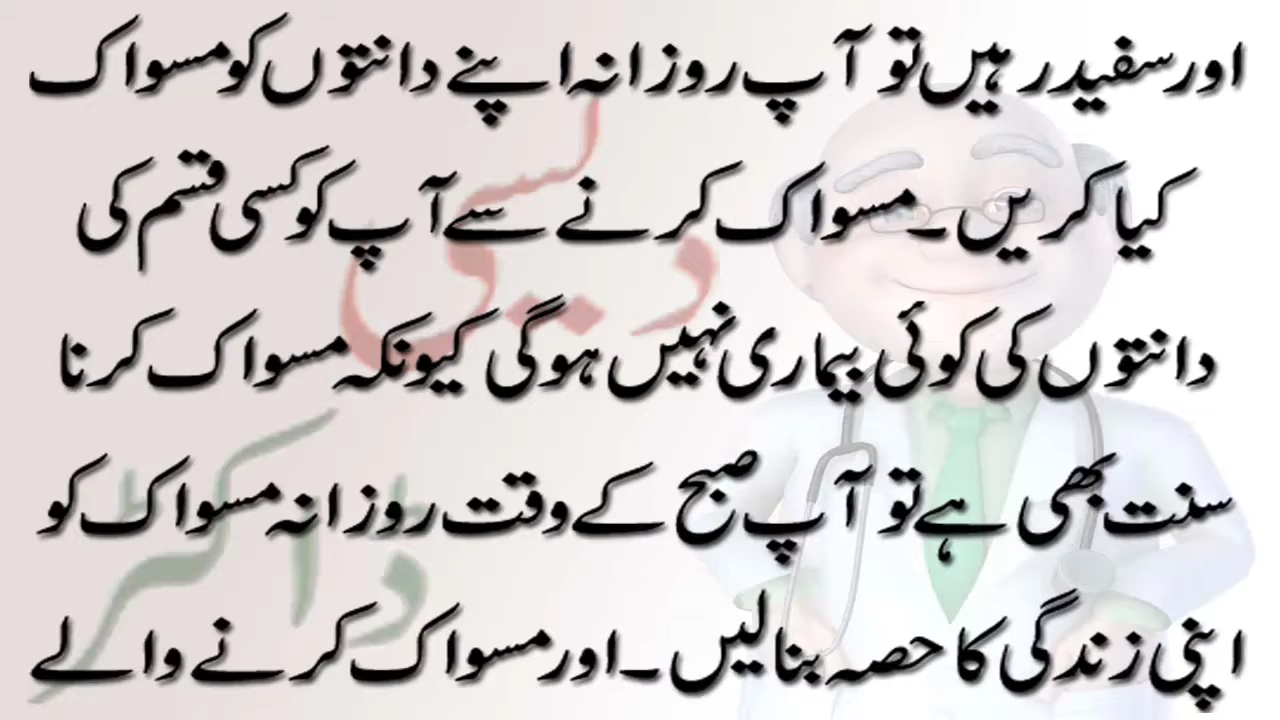 اور سفید رہیں تو آپ روزانہ اپنے دانتوں کو مسواک
کیا کریں۔ مسواک کرنے سے آپ کو کسی قسم کی
دانتوں کی کوئی بیماری نہیں ہوگی کیونکہ مسواک کرنا
سنت بھی ہے تو آپ صبح کے وقت روزانہ مسواک کو
اپنی زندگی کا حصہ بنالیں۔ اور مسواک کرنے والے
دیسی
ڈاکٹر